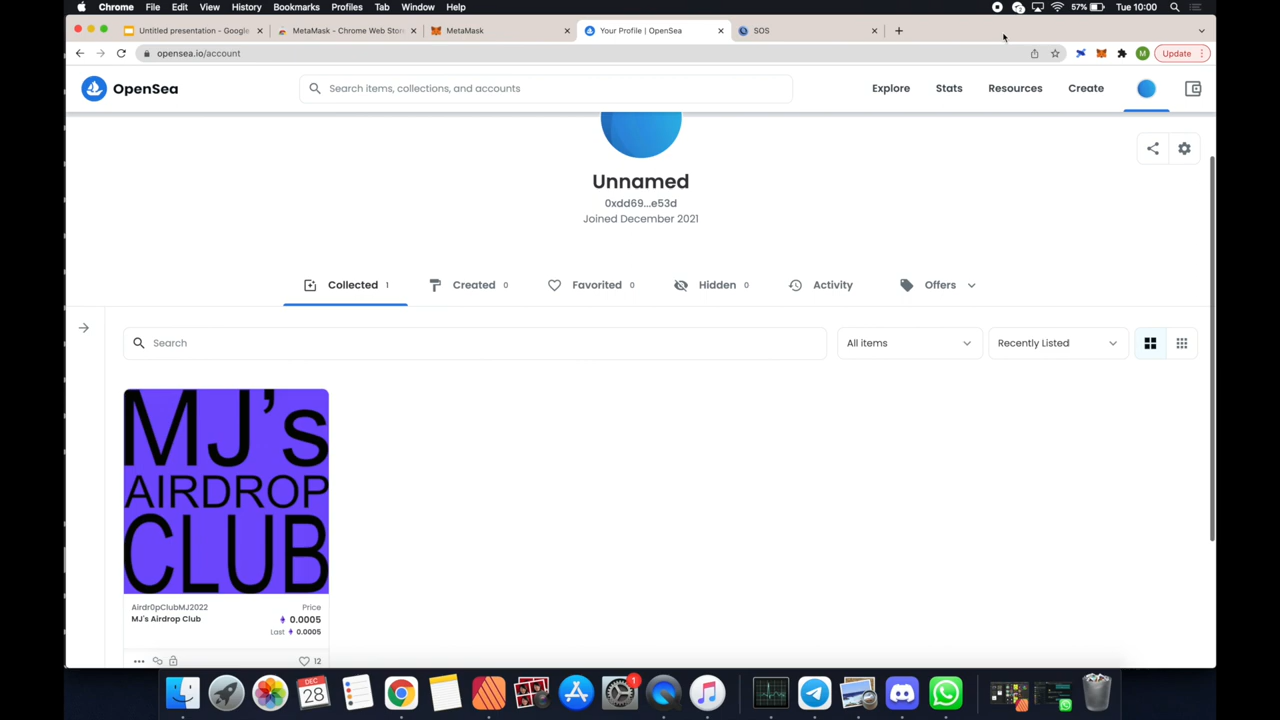 Chrome File Edit View History Bookmarks Profiles Tab Window Help 57% Tue 10:00
Untitled presentation - Google MetaMask - Chrome Web Stor MetaMask Your Profile | OpenSea SOS
opensea.io/account M Update
OpenSea Search items, collections, and accounts Explore Stats Resources Create
Unnamed
0xdd69...e53d
Joined December 2021
Collected 1 Created 0 Favorited 0 Hidden 0 Activity Offers
Search All items Recently Listed
MJ's
AIRDROP
CLUB
Airdr0pClubMJ2022 Price
MJ's Airdrop Club 0.0005
Last 0.0005
12
DEC 1
28